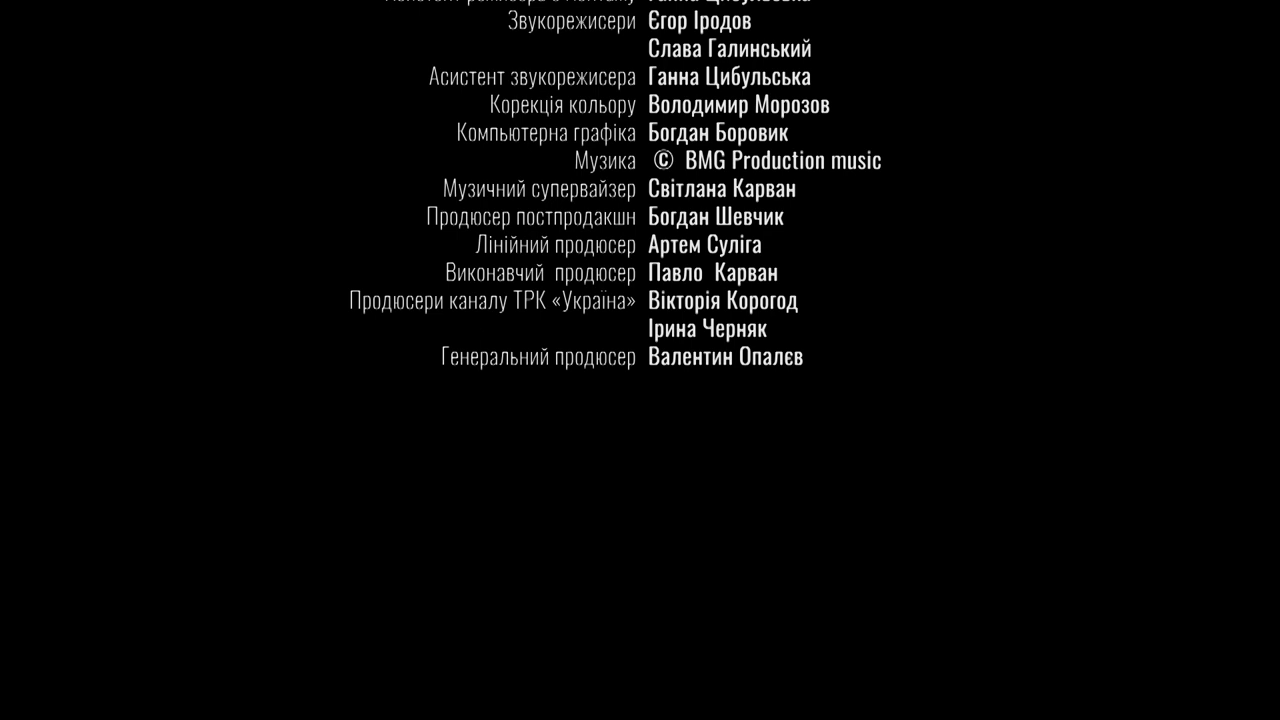 Звукорежисери Єгор Іродов
Слава Галинський
Асистент звукорежисера Ганна Цибульська
Корекція кольору Володимир Морозов
Компьютерна графіка Богдан Боровик
Музика © BMG Production music
Музичний супервайзер Світлана Карван
Продюсер постпродакшн Богдан Шевчик
Лінійний продюсер Артем Суліга
Виконавчий продюсер Павло Карван
Продюсери каналу ТРК «Україна» Вікторія Корогод
Ірина Черняк
Генеральний продюсер Валентин Опалєв